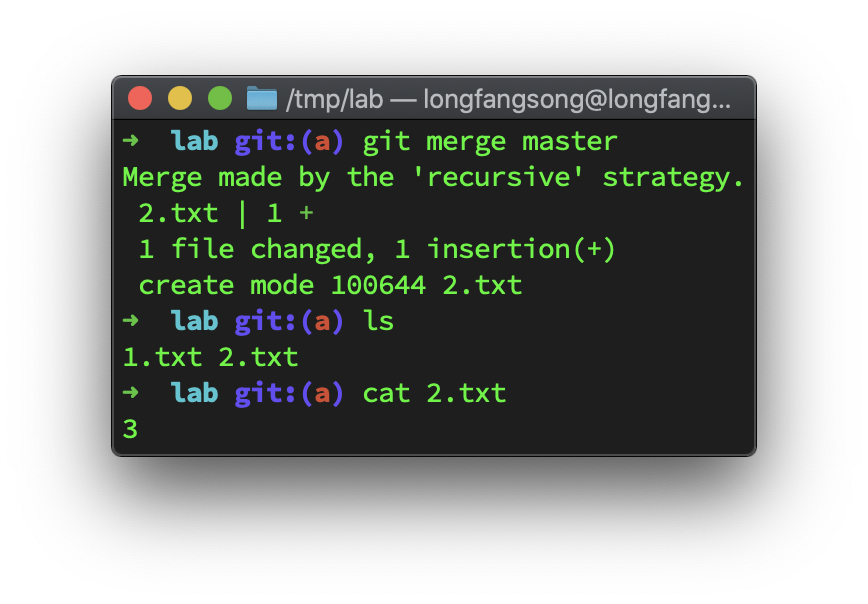 /tmp/lab — longfangsong@longfang...
➜ lab git:(a) git merge master
Merge made by the 'recursive' strategy.
 2.txt | 1 +
 1 file changed, 1 insertion(+)
 create mode 100644 2.txt
➜ lab git:(a) ls
1.txt 2.txt
➜ lab git:(a) cat 2.txt
3